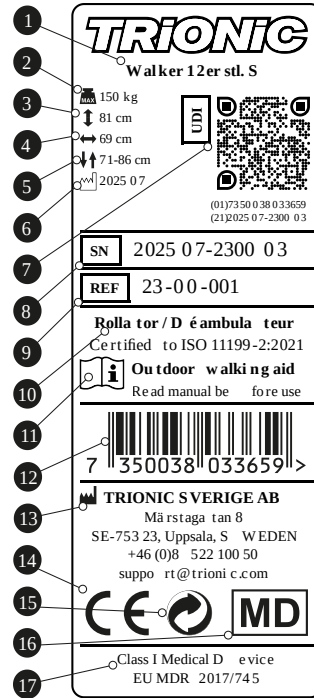 1
TRiONiC
Walker 12er stl. S
2
MAX 150 kg
3
81 cm
4
69 cm
5
71-86 cm
6
2025 07
UDI
(01)7350038033659
(21)2025 07-2300 03
7
SN 2025 07-2300 03
8
REF 23-00-001
9
Rollator/Déambulateur
Certified to ISO 11199-2:2021
10
i Outdoor walking aid
Read manual before use
11
12
7 350038 033659 >
13
TRIONIC SVERIGE AB
Märstaga tan 8
SE-753 23, Uppsala, SWEDEN
+46 (0)8 522 100 50
support@trionic.com
14
CE
15
MD
16
Class I Medical Device
EU MDR 2017/745
17